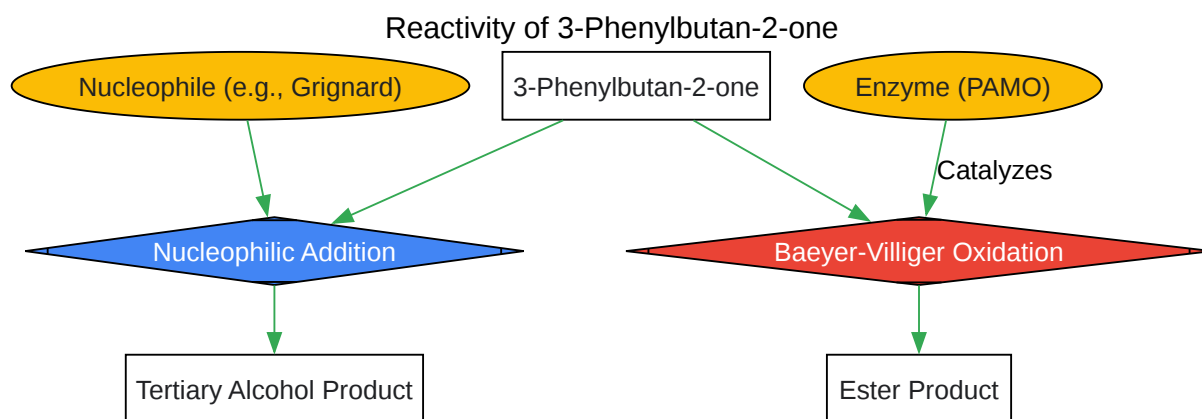 Reactivity of 3-Phenylbutan-2-one
Nucleophile (e.g., Grignard)
3-Phenylbutan-2-one
Enzyme (PAMO)
Catalyzes
Nucleophilic Addition
Baeyer-Villiger Oxidation
Tertiary Alcohol Product
Ester Product